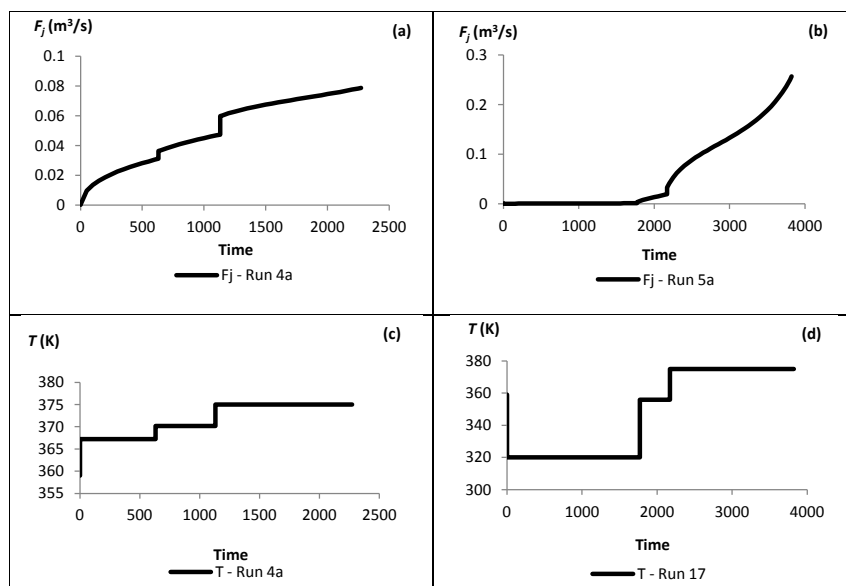 Fj (m³/s)
(a)
0.1
0.08
0.06
0.04
0.02
0
0 500 1000 1500 2000 2500
Time
Fj - Run 4a
Fj (m³/s)
(b)
0.3
0.2
0.1
0
0 1000 2000 3000 4000
Time
Fj - Run 5a
T (K)
(c)
380
375
370
365
360
355
0 500 1000 1500 2000 2500
Time
T - Run 4a
T (K)
(d)
380
360
340
320
300
0 1000 2000 3000 4000
Time
T - Run 17